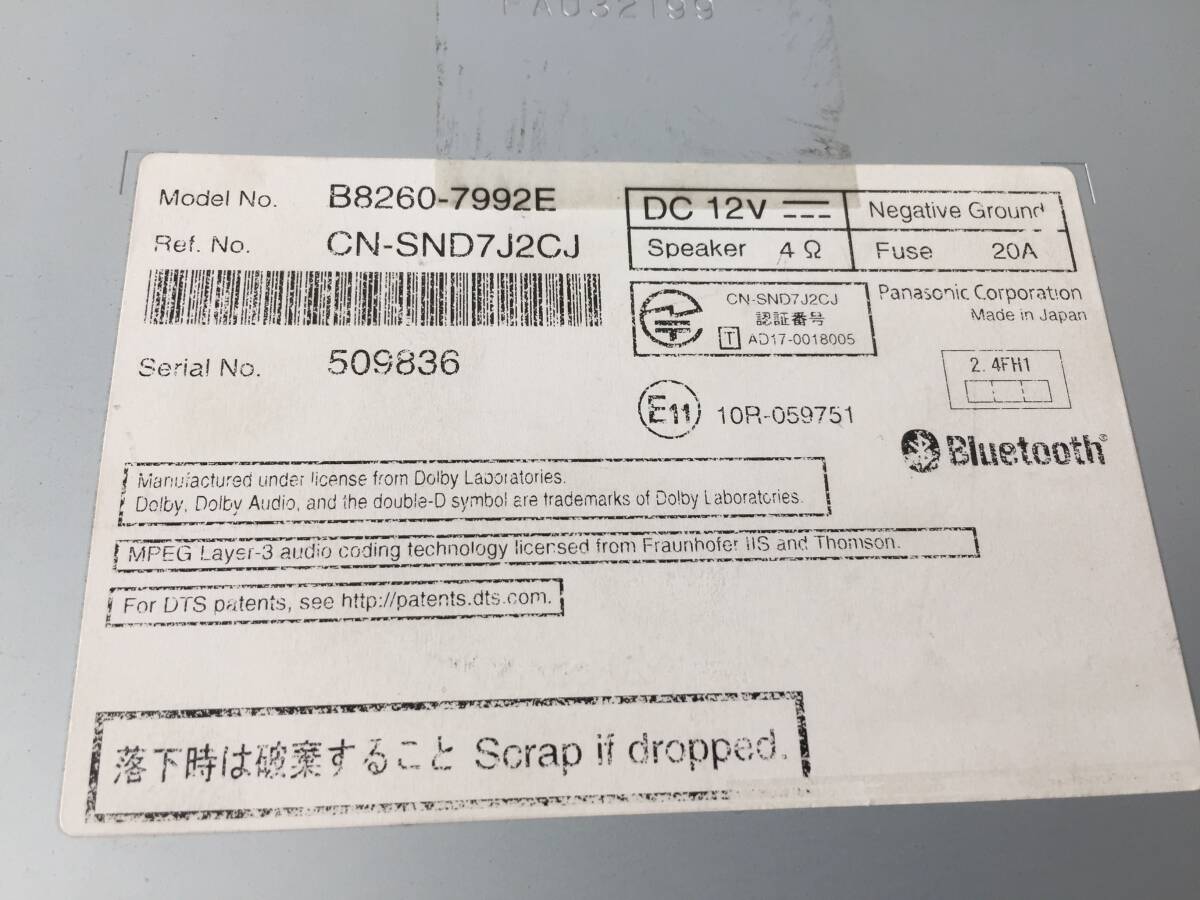 FA032199
Model No. B8260-7992E
Ref. No. CN-SND7J2CJ
Serial No. 509836
DC 12V Negative Ground
Speaker 4 Ω Fuse 20A
CN-SND7J2CJ
認証番号
T AD17-0018005
Panasonic Corporation
Made in Japan
2.4FH1
E11 10R-059751
Bluetooth®
Manufactured under license from Dolby Laboratories.
Dolby, Dolby Audio, and the double-D symbol are trademarks of Dolby Laboratories.
MPEG Layer-3 audio coding technology licensed from Fraunhofer IIS and Thomson.
For DTS patents, see http://patents.dts.com.
落下時は破棄すること Scrap if dropped.